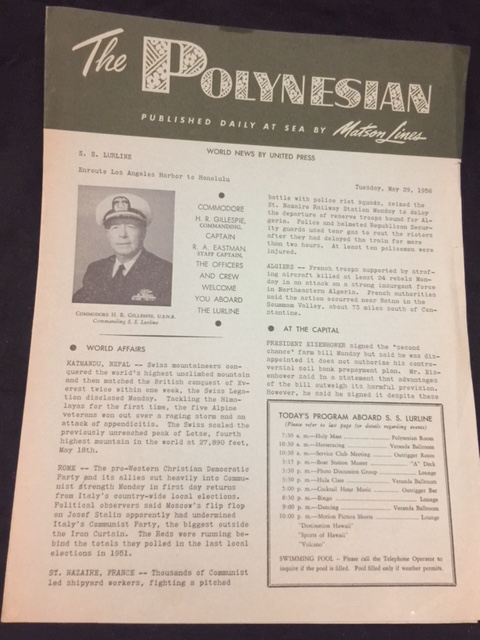 The POLYNESIAN
PUBLISHED DAILY AT SEA BY Matson Lines
WORLD NEWS BY UNITED PRESS
S. S. LURLINE
Enroute Los Angeles Harbor to Honolulu
Tuesday, May 29, 1956
COMMODORE
H. R. GILLESPIE,
COMMANDING,
CAPTAIN
R. A. EASTMAN
STAFF CAPTAIN,
THE OFFICERS
AND CREW
WELCOME
YOU ABOARD
THE LURLINE
COMMODORE H. R. GILLESPIE, U.S.N.R.
Commanding S. S. Lurline
● WORLD AFFAIRS
KATMANDU, NEPAL -- Swiss mountaineers con-
quered the world's highest unclimbed mountain
and then matched the British conquest of Ev-
erest twice within one week, the Swiss Lega-
tion disclosed Monday. Tackling the Hima-
layas for the first time, the five Alpine
veterans won out over a raging storm and an
attack of appendicitis. The Swiss scaled the
previously unreached peak of Lotse, fourth
highest mountain in the world at 27,890 feet,
May 18th.
ROME -- The pro-Western Christian Democratic
Party and its allies cut heavily into Commu-
nist strength Monday in first day returns
from Italy's country-wide local elections.
Political observers said Moscow's flip flop
on Josef Stalin apparently had undermined
Italy's Communist Party, the biggest outside
the Iron Curtain. The Reds were running be-
hind the totals they polled in the last local
elections in 1951.
ST. NAZAIRE, FRANCE -- Thousands of Communist
led shipyard workers, fighting a pitched
battle with police riot squads, seized the
St. Nazaire Railway Station Monday to delay
the departure of reserve troops bound for Al-
geria. Police and helmeted Republican Secur-
ity guards used tear gas to rout the rioters
after they had delayed the train for more
than two hours. At least ten policemen were
injured.
ALGIERS -- French troops supported by straf-
ing aircraft killed at least 24 rebels Mon-
day in an attack on a strong insurgent force
in Northeastern Algeria. French authorities
said the action occurred near Batna in the
Soummam Valley, about 73 miles south of Con-
stantine.
● AT THE CAPITAL
PRESIDENT EISENHOWER signed the "second
chance" farm bill Monday but said he was dis-
appointed it does not authorize his contro-
versial soil bank prepayment plan. Mr. Eis-
enhower said in a statement that advantages
of the bill outweigh its harmful provision.
However, he said he signed it despite these
TODAY'S PROGRAM ABOARD S. S. LURLINE
(Please refer to last page for details regarding events)
7:30 a. m.—Holy Mass Polynesian Room
10:30 a. m.—Horseracing Veranda Ballroom
10:30 a. m.—Service Club Meeting Outrigger Room
3:15 p. m.—Boat Station Muster "A" Deck
3:30 p. m.—Photo Discussion Group Lounge
3:30 p. m.—Hula Class Veranda Ballroom
5:00 p. m.—Cocktail Hour Music Outrigger Bar
8:30 p. m.—Bingo Lounge
9:00 p. m.—Dancing Veranda Ballroom
10:00 p. m.—Motion Picture Shorts Lounge
"Destination Hawaii"
"Sports of Hawaii"
"Volcano"
SWIMMING POOL – Please call the Telephone Operator to
inquire if the pool is filled. Pool filled only if weather permits.